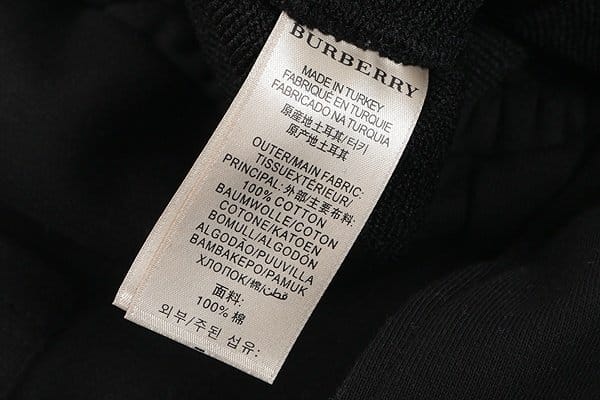 BURBERRY
MADE IN TURKEY
FABRIQUÉ EN TURQUIE
FABRICADO NA TURQUIA
原産地土耳其/터키
原产地土耳其
OUTER/MAIN FABRIC:
TISSUEXTÉRIEUR/
PRINCIPAL:外部/主要布料:
100% COTTON
BAUMWOLLE/COTON/
COTONE/KATOEN
BOMULL/ALGODÓN
ALGODÃO/PUUVILLA
ΒΑΜΒΑΚΕΡΟ/PAMUK
ХЛОПОК/棉/قطن/
面料:
100% 棉
외부/주된 섬유: